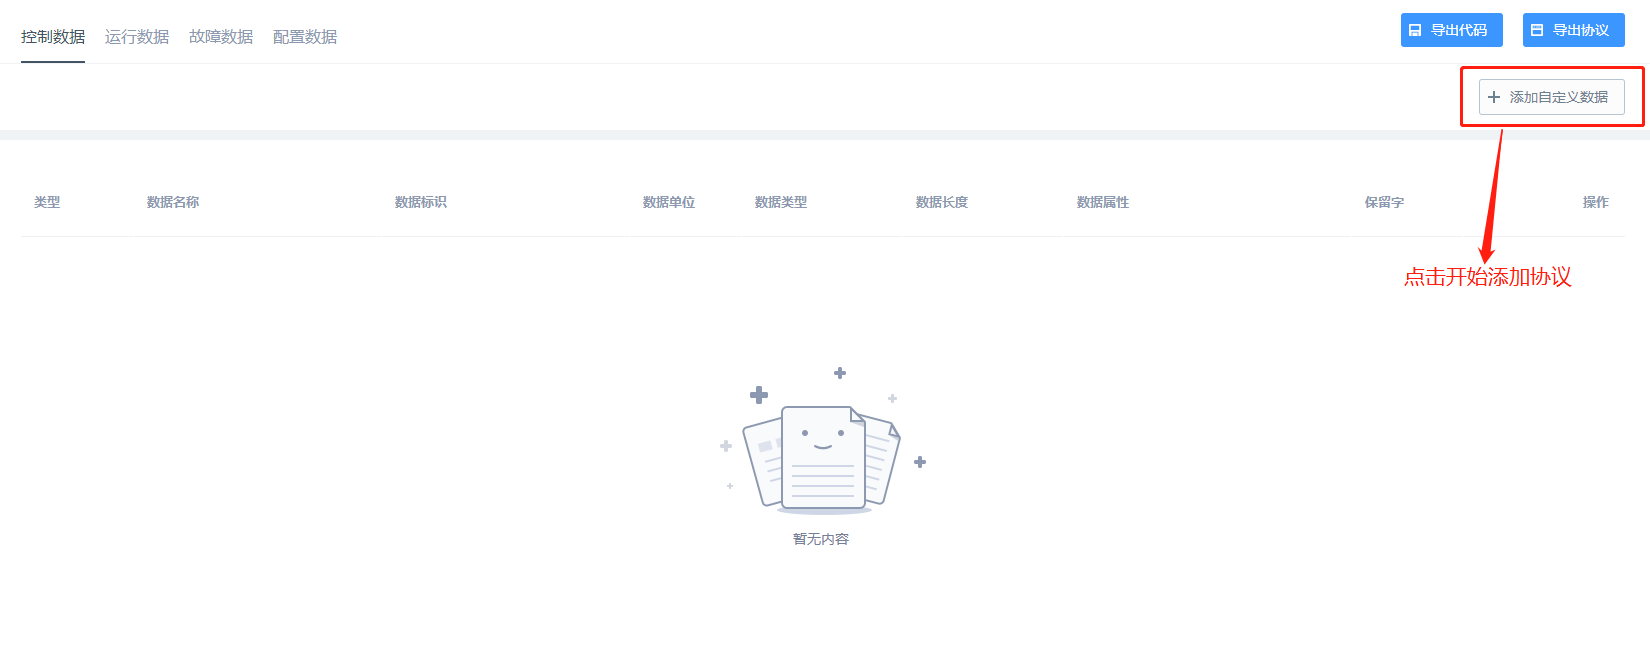 控制数据 运行数据 故障数据 配置数据 导出代码 导出协议
添加自定义数据
类型 数据名称 数据标识 数据单位 数据类型 数据长度 数据属性 保留字 操作
点击开始添加协议
暂无内容